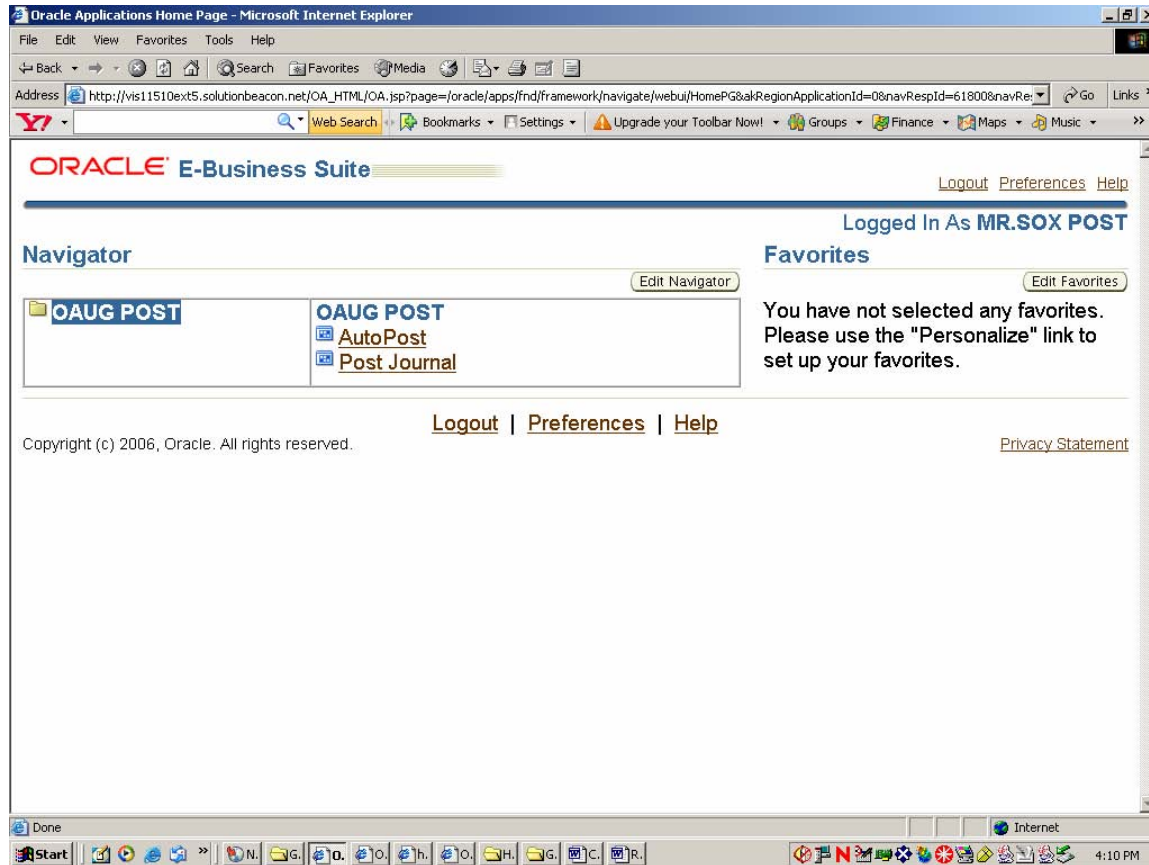 Oracle Applications Home Page - Microsoft Internet Explorer
File Edit View Favorites Tools Help
Back Search Favorites Media
Address http://vis11510ext5.solutionbeacon.net/OA_HTML/OA.jsp?page=/oracle/apps/fnd/framework/navigate/webui/HomePG&akRegionApplicationId=0&navRespId=61800&navRe: Go Links
Y! Web Search Bookmarks Settings Upgrade your Toolbar Now! Groups Finance Maps Music >>
ORACLE E-Business Suite
Logout Preferences Help
Logged In As MR.SOX POST
Navigator
Edit Navigator
OAUG POST
OAUG POST
AutoPost
Post Journal
Favorites
Edit Favorites
You have not selected any favorites.
Please use the "Personalize" link to
set up your favorites.
Logout | Preferences | Help
Copyright (c) 2006, Oracle. All rights reserved.
Privacy Statement
Done Internet
Start >> N. G. O. O. h. O. H. G. C. R. 4:10 PM